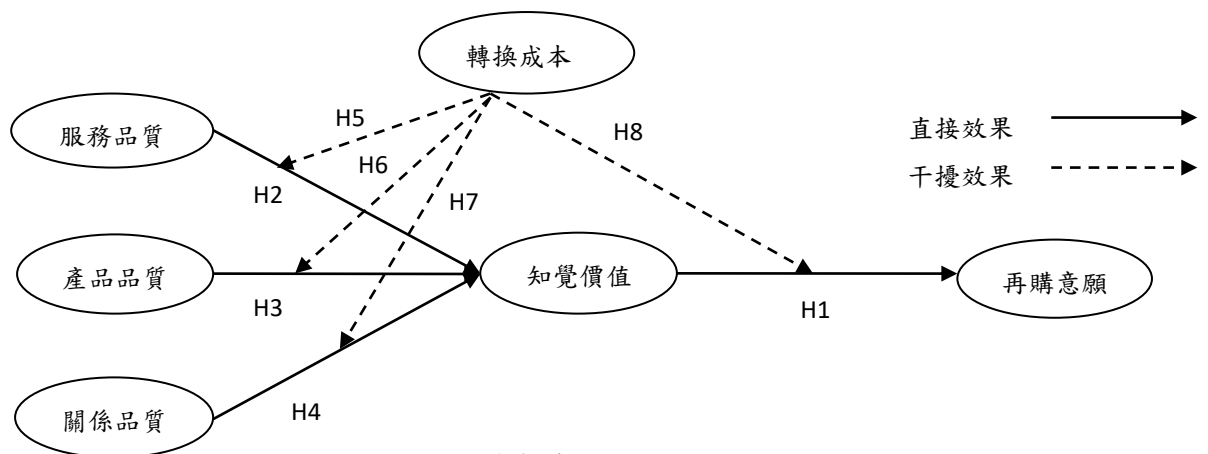 轉換成本
H5
H8
服務品質
直接效果
H6
干擾效果
H2
H7
產品品質
知覺價值
再購意願
H3
H1
H4
關係品質